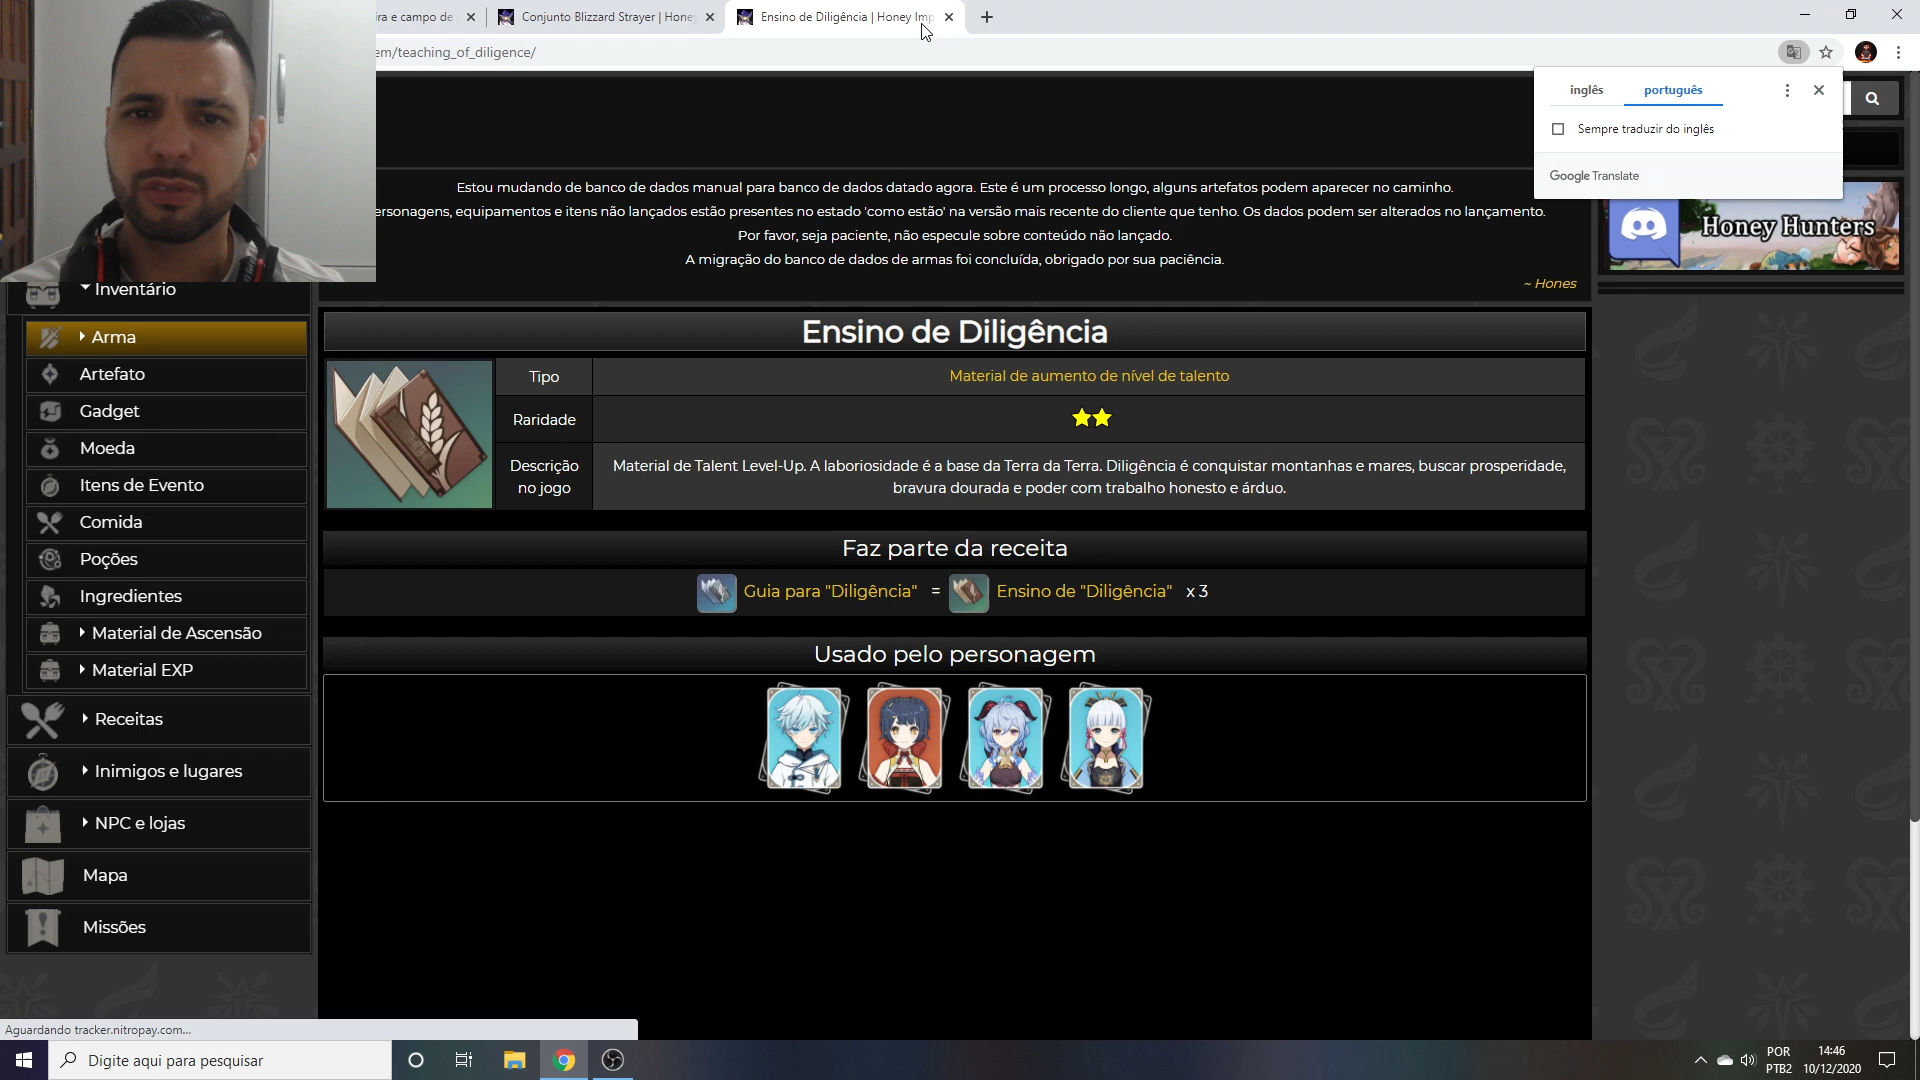 ira e campo de
Conjunto Blizzard Strayer | Hone
Ensino de Diligência | Honey Imp
em/teaching_of_diligence/
inglês
português
Sempre traduzir do inglês
Google Translate
Estou mudando de banco de dados manual para banco de dados datado agora. Este é um processo longo, alguns artefatos podem aparecer no caminho.
ersonagens, equipamentos e itens não lançados estão presentes no estado 'como estão' na versão mais recente do cliente que tenho. Os dados podem ser alterados no lançamento.
Por favor, seja paciente, não especule sobre conteúdo não lançado.
A migração do banco de dados de armas foi concluída, obrigado por sua paciência.
~ Hones
Honey Hunters
Inventário
Arma
Artefato
Gadget
Moeda
Itens de Evento
Comida
Poções
Ingredientes
Material de Ascensão
Material EXP
Receitas
Inimigos e lugares
NPC e lojas
Mapa
Missões
Ensino de Diligência
Tipo
Material de aumento de nível de talento
Raridade
Descrição
no jogo
Material de Talent Level-Up. A laboriosidade é a base da Terra da Terra. Diligência é conquistar montanhas e mares, buscar prosperidade,
bravura dourada e poder com trabalho honesto e árduo.
Faz parte da receita
Guia para "Diligência" = Ensino de "Diligência" x 3
Usado pelo personagem
Aguardando tracker.nitropay.com...
Digite aqui para pesquisar
POR
PTB2
14:46
10/12/2020